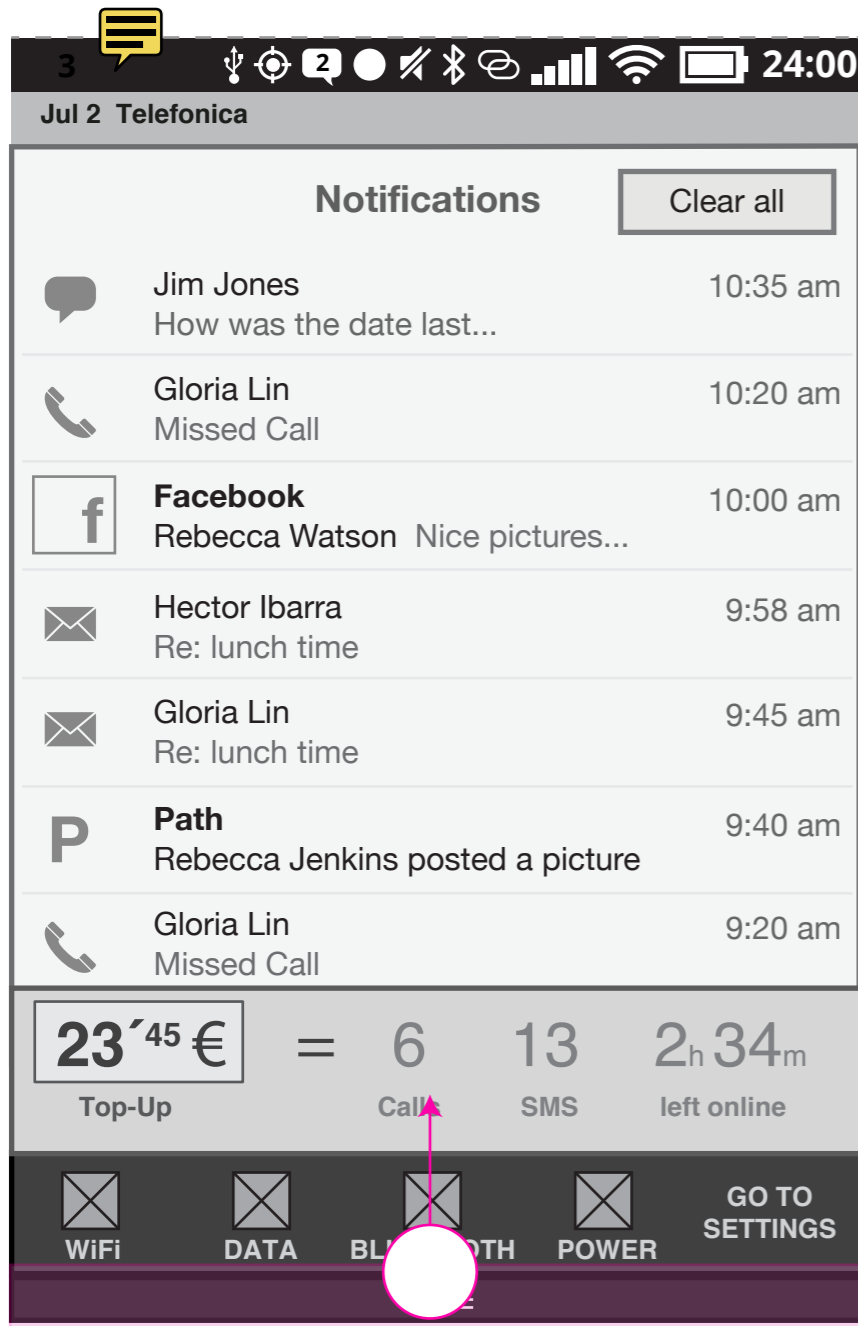 3 2 24:00
Jul 2 Telefonica
Notifications Clear all
Jim Jones 10:35 am
How was the date last...
Gloria Lin 10:20 am
Missed Call
f Facebook 10:00 am
Rebecca Watson Nice pictures...
Hector Ibarra 9:58 am
Re: lunch time
Gloria Lin 9:45 am
Re: lunch time
P Path 9:40 am
Rebecca Jenkins posted a picture
Gloria Lin 9:20 am
Missed Call
23´45 € = 6 13 2h 34m
Top-Up Calls SMS left online
GO TO
SETTINGS
WiFi DATA POWER